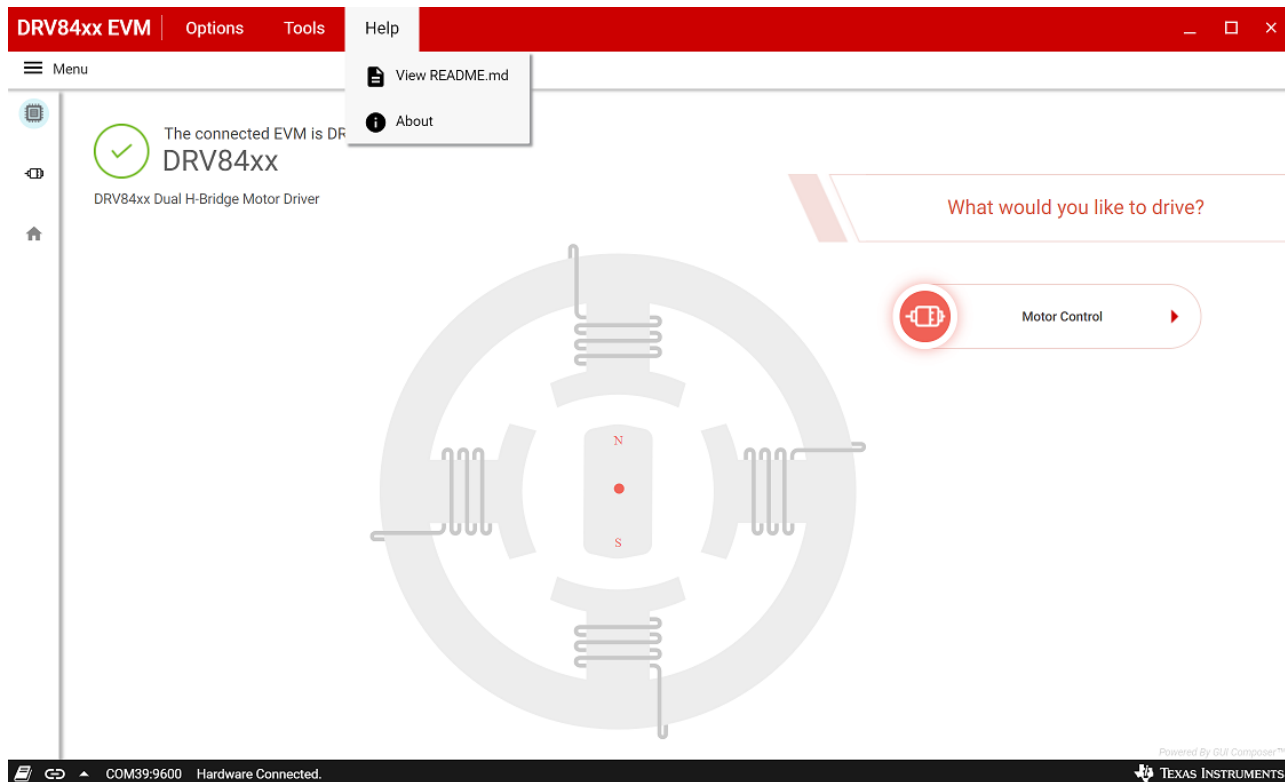 DRV84xx EVM Options Tools Help
Menu
View README.md
About
The connected EVM is DR
DRV84xx
DRV84xx Dual H-Bridge Motor Driver
What would you like to drive?
Motor Control
N
S
Powered By GUI Composer™
COM39:9600 Hardware Connected.
TEXAS INSTRUMENTS